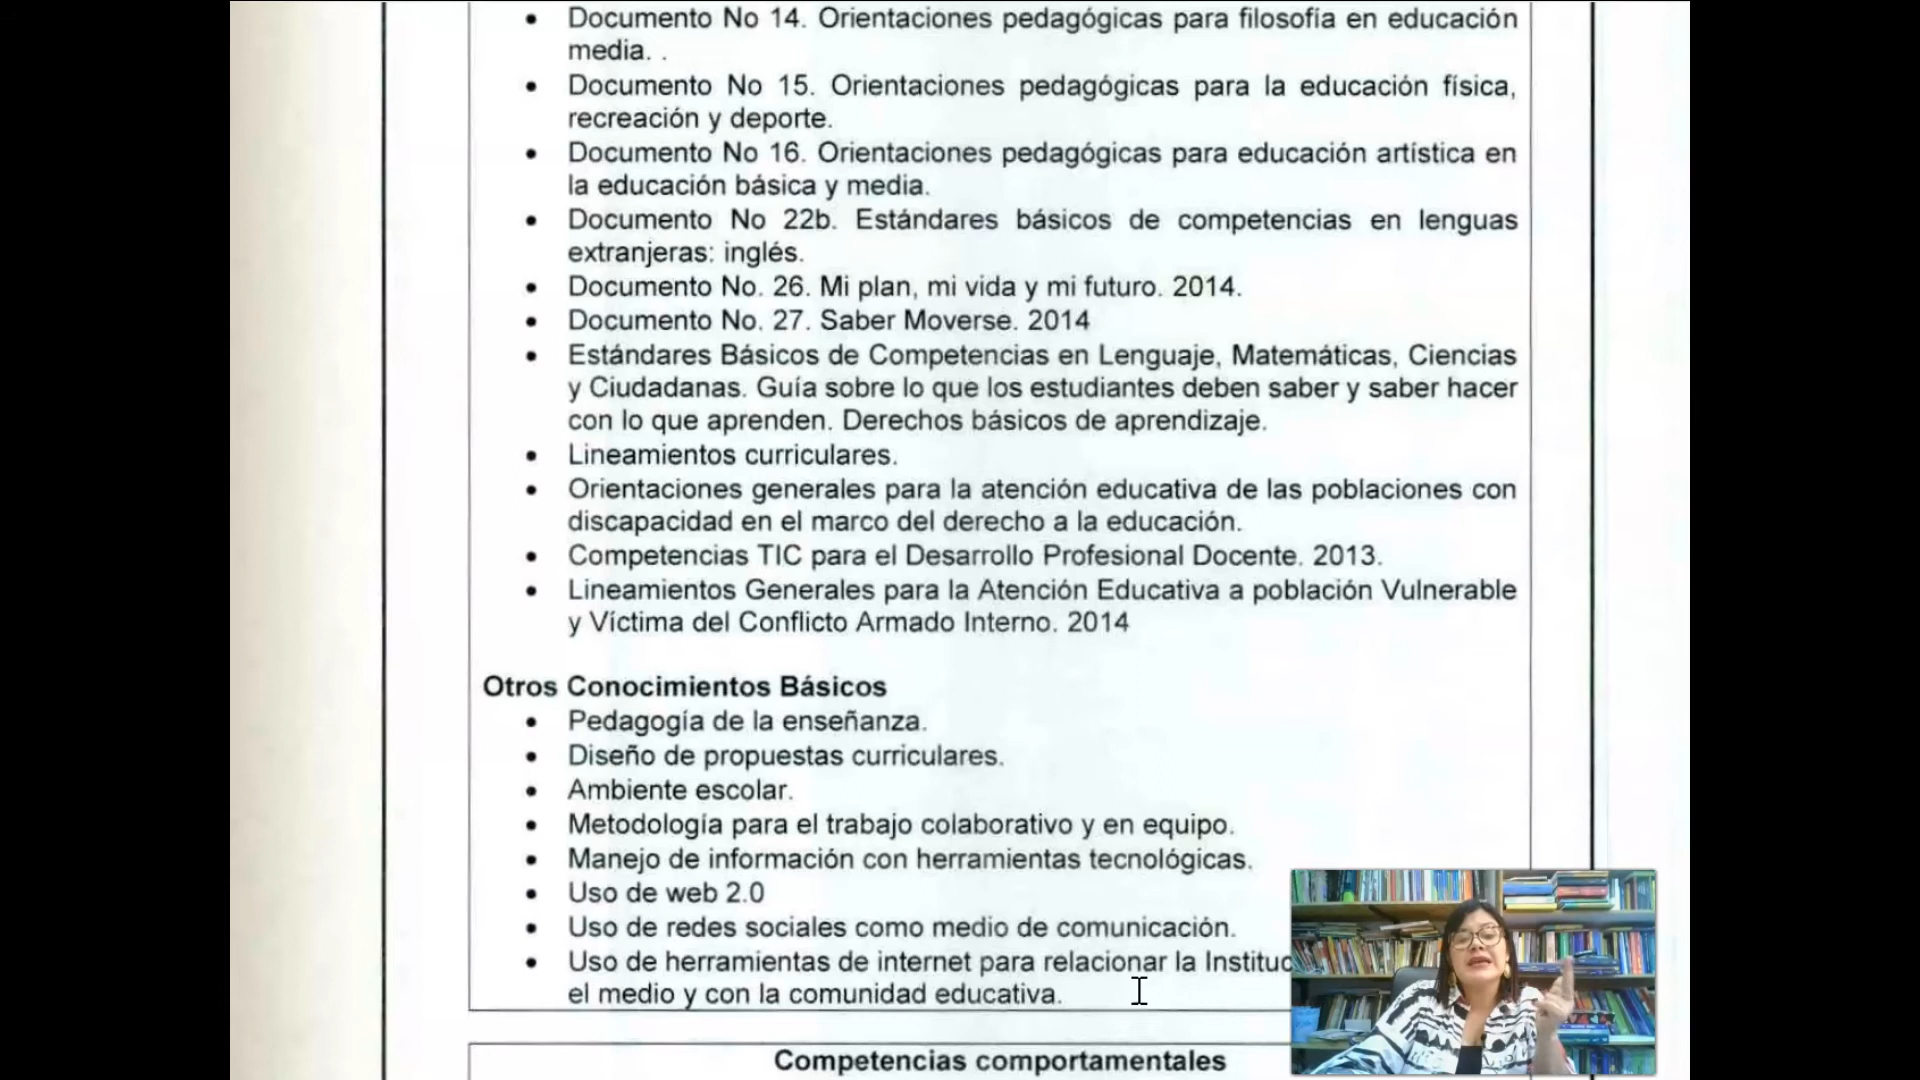 Documento No 14. Orientaciones pedagógicas para filosofía en educación
media. .
Documento No 15. Orientaciones pedagógicas para la educación física,
recreación y deporte.
Documento No 16. Orientaciones pedagógicas para educación artística en
la educación básica y media.
Documento No 22b. Estándares básicos de competencias en lenguas
extranjeras: inglés.
Documento No. 26. Mi plan, mi vida y mi futuro. 2014.
Documento No. 27. Saber Moverse. 2014
Estándares Básicos de Competencias en Lenguaje, Matemáticas, Ciencias
y Ciudadanas. Guía sobre lo que los estudiantes deben saber y saber hacer
con lo que aprenden. Derechos básicos de aprendizaje.
Lineamientos curriculares.
Orientaciones generales para la atención educativa de las poblaciones con
discapacidad en el marco del derecho a la educación.
Competencias TIC para el Desarrollo Profesional Docente. 2013.
Lineamientos Generales para la Atención Educativa a población Vulnerable
y Víctima del Conflicto Armado Interno. 2014
Otros Conocimientos Básicos
Pedagogía de la enseñanza.
Diseño de propuestas curriculares.
Ambiente escolar.
Metodología para el trabajo colaborativo y en equipo.
Manejo de información con herramientas tecnológicas.
Uso de web 2.0
Uso de redes sociales como medio de comunicación.
Uso de herramientas de internet para relacionar la
el medio y con la comunidad educativa.
Competencias comportamentales